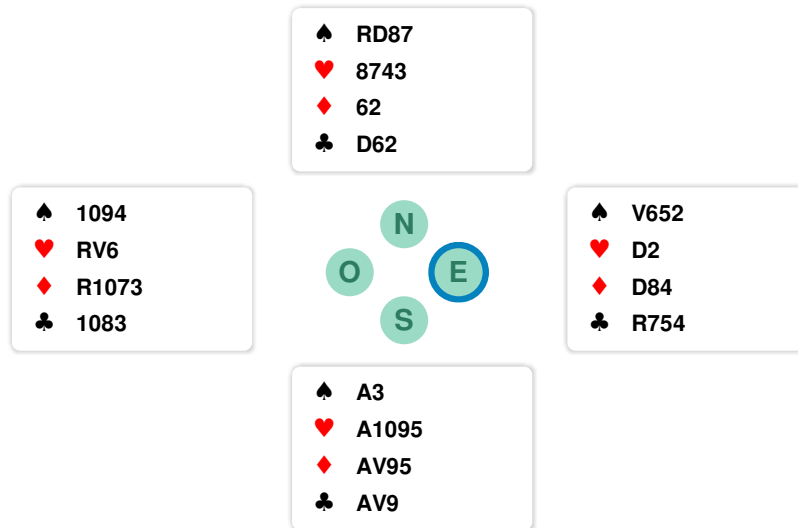 ♠ RD87
♥ 8743
♦ 62
♣ D62
♠ 1094
♥ RV6
♦ R1073
♣ 1083
N
O E
S
♠ V652
♥ D2
♦ D84
♣ R754
♠ A3
♥ A1095
♦ AV95
♣ AV9